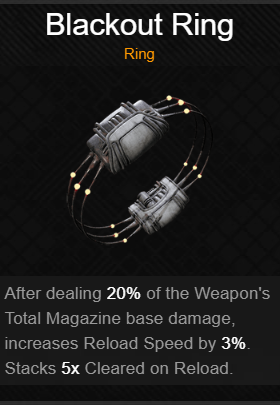 Blackout Ring
Ring
After dealing 20% of the Weapon's
Total Magazine base damage,
increases Reload Speed by 3%.
Stacks 5x Cleared on Reload.